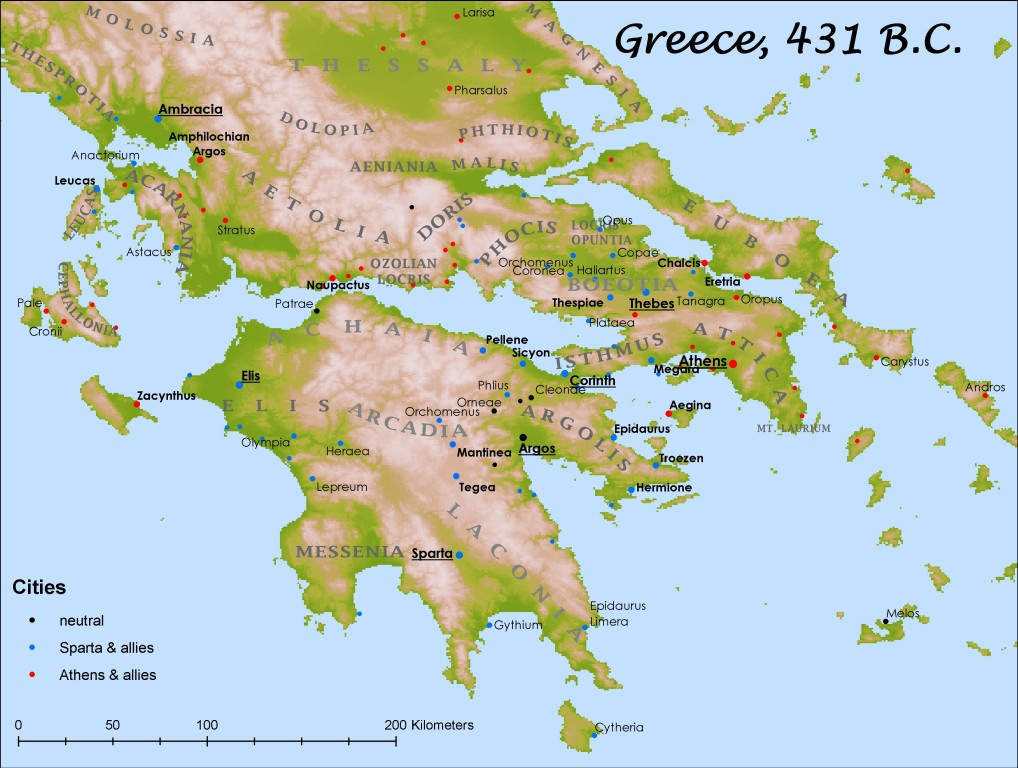 Greece, 431 B.C.
Larisa
MAGNESIA
MOLOSSIA
THESPROTIA
THESSALY
Pharsalus
Ambracia
DOLOPIA
PHTHIOTIS
Amphilochian
Argos
Anactorium
AENIANIA
MALIS
Leucas
ACARNANIA
AETOLIA
DORIS
EUBOEA
LEUCAS
Stratus
PHOCIS
LOCRIS
OPUNTIA
Opus
Astacus
Orchomenus
Copae
Coronea
Haliartus
Chalcis
OZOLIAN
LOCRIS
BOEOTIA
Eretria
Naupactus
CEPHALLONIA
Pale
Patrae
Thespiae
Thebes
Tanagra
Oropus
Cronii
Plataea
ACHAIA
ATTICA
Pellene
Sicyon
ISTHMUS
Athens
Carystus
Megara
Elis
Corinth
Phlius
Cleonae
Andros
Zacynthus
Orneae
Aegina
ELIS
ARCADIA
Orchomenus
ARGOLIS
MT. LAURIUM
Epidaurus
Olympia
Heraea
Mantinea
Argos
Troezen
Lepreum
Tegea
Hermione
LACONIA
MESSENIA
Sparta
Gythium
Epidaurus
Limera
Melos
Cytheria
Cities
neutral
Sparta & allies
Athens & allies
0 50 100 200 Kilometers